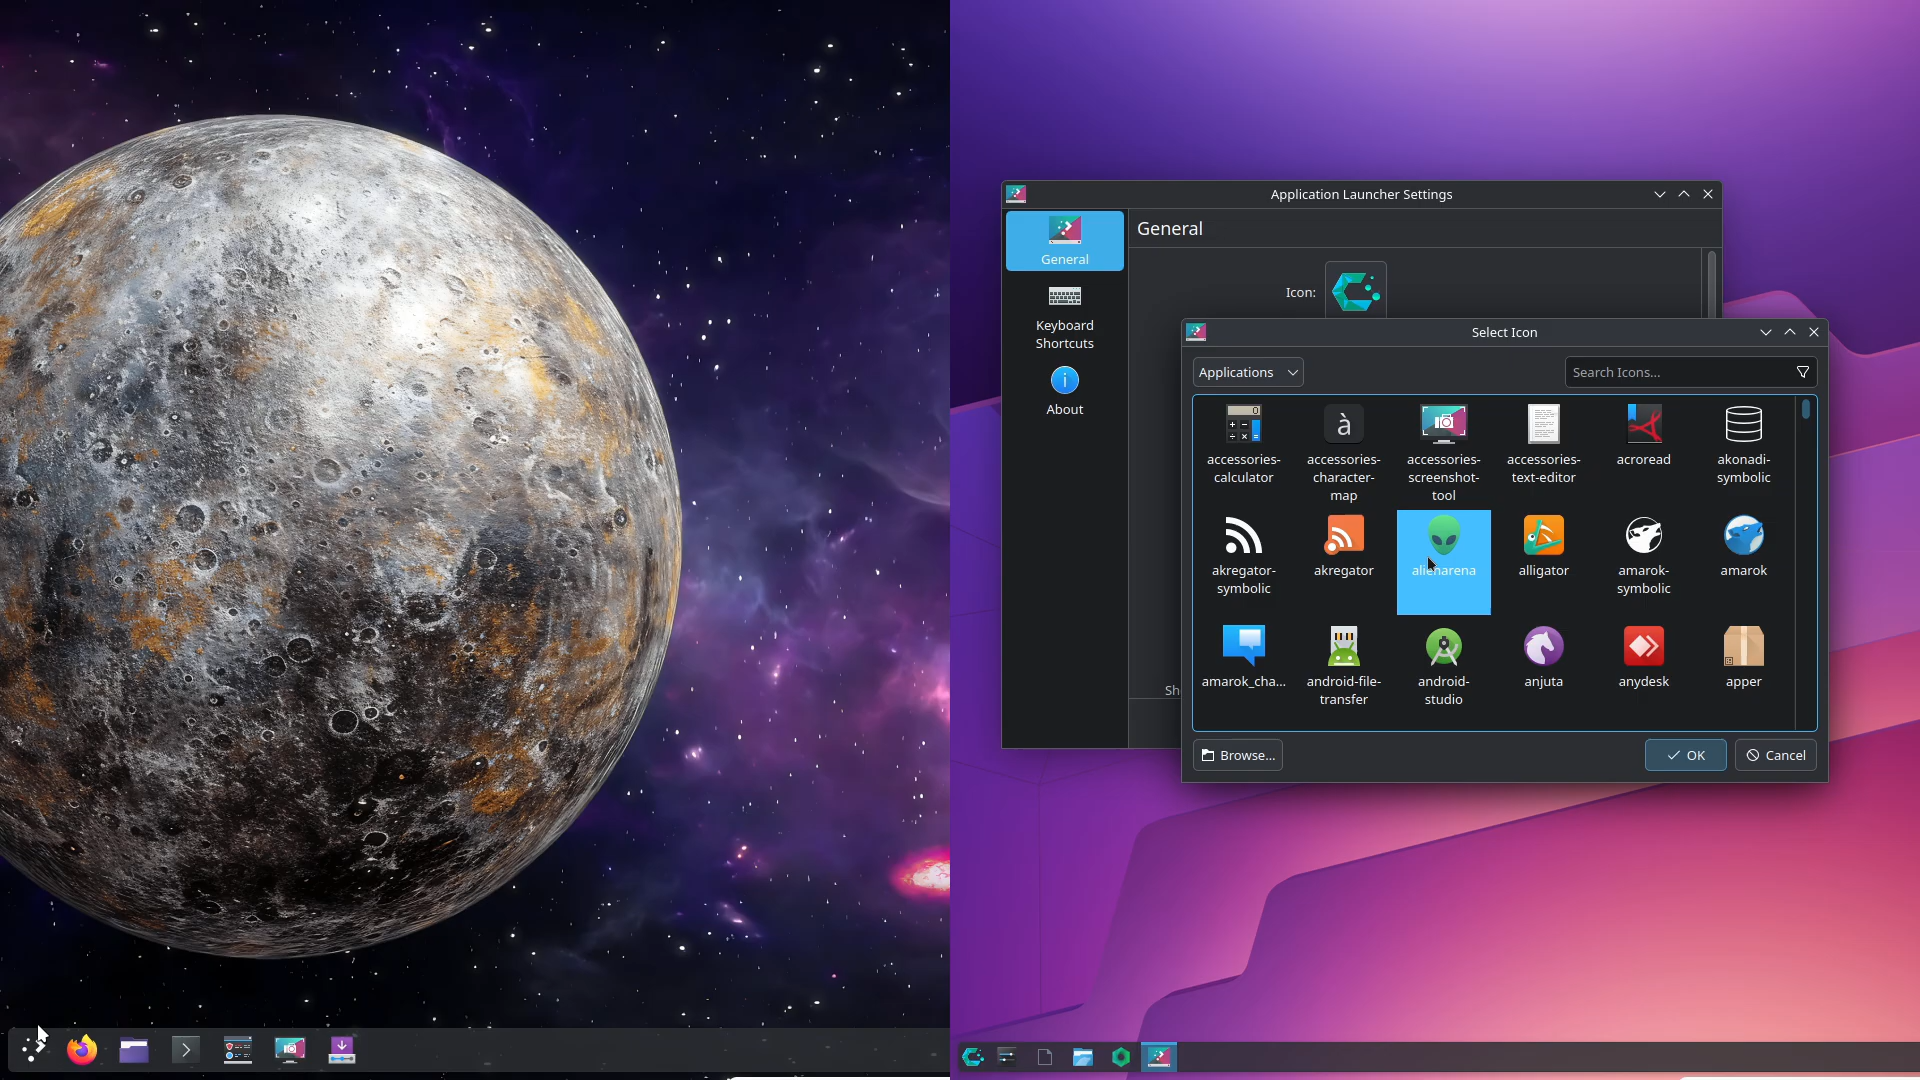 Application Launcher Settings
General
General
Icon:
Keyboard
Shortcuts
About
Sh
Select Icon
Applications
Search Icons...
accessories-
calculator
accessories-
character-
map
accessories-
screenshot-
tool
accessories-
text-editor
acroread
akonadi-
symbolic
akregator-
symbolic
akregator
alienarena
alligator
amarok-
symbolic
amarok
amarok_cha...
android-file-
transfer
android-
studio
anjuta
anydesk
apper
Browse...
OK
Cancel